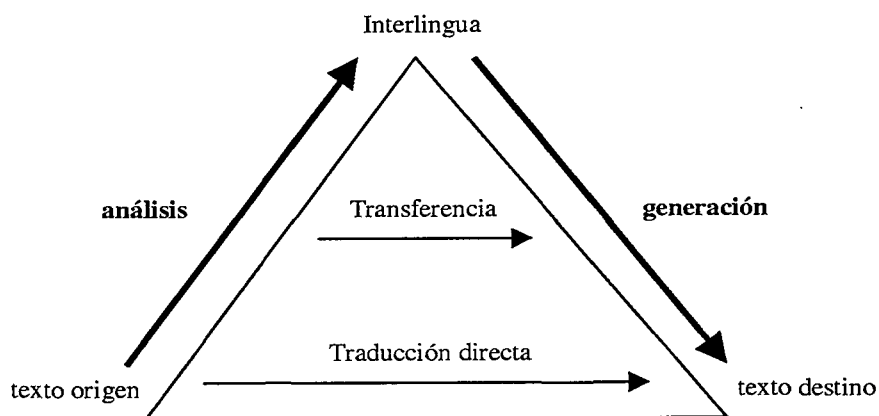 Interlingua
análisis
Transferencia
generación
Traducción directa
texto origen
texto destino